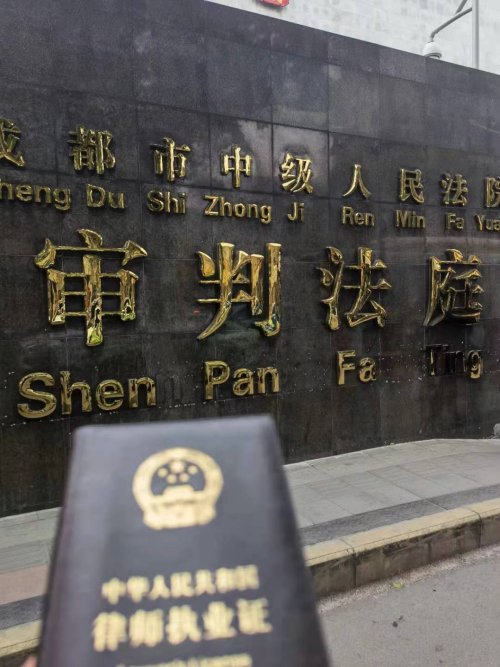 成都市中级人民法院
Cheng Du Shi Zhong Ji Ren Min Fa Yuan
审判法庭
Shen Pan Fa Ting
中华人民共和国
律师执业证